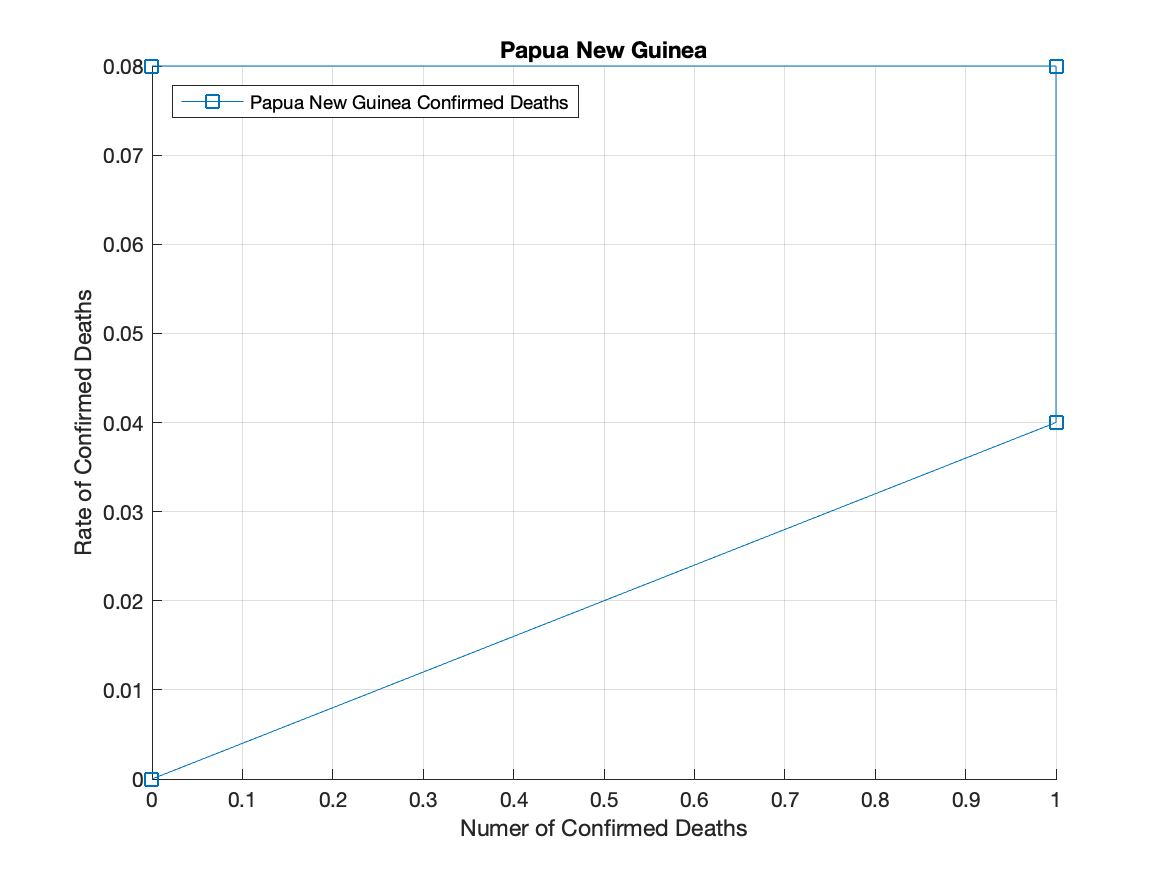 Papua New Guinea
Papua New Guinea Confirmed Deaths
0.08
0.07
0.06
0.05
0.04
0.03
0.02
0.01
0
Rate of Confirmed Deaths
0 0.1 0.2 0.3 0.4 0.5 0.6 0.7 0.8 0.9 1
Numer of Confirmed Deaths